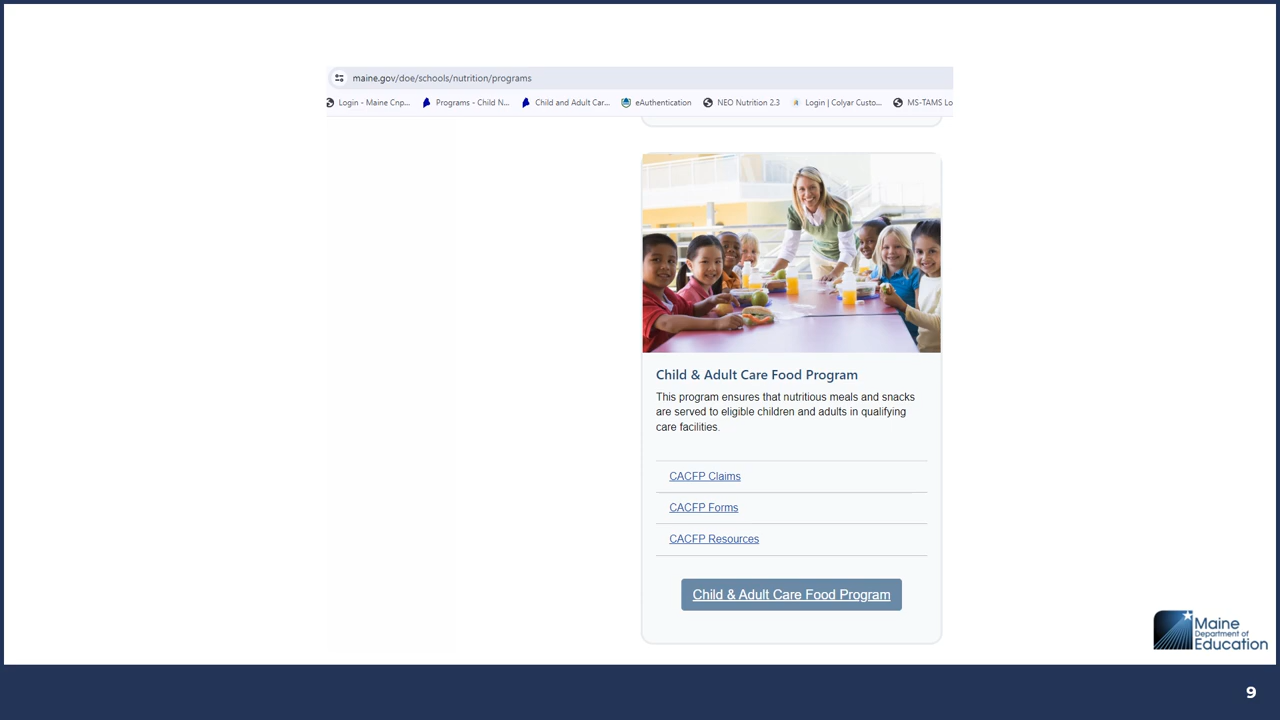 maine.gov/doe/schools/nutrition/programs
Login - Maine Cnp... Programs - Child N... Child and Adult Car... eAuthentication NEO Nutrition 2.3 Login | Colyar Custo... MS-TAMS Lo
Child & Adult Care Food Program
This program ensures that nutritious meals and snacks
are served to eligible children and adults in qualifying
care facilities.
CACFP Claims
CACFP Forms
CACFP Resources
Child & Adult Care Food Program
Maine
Department of
Education
9